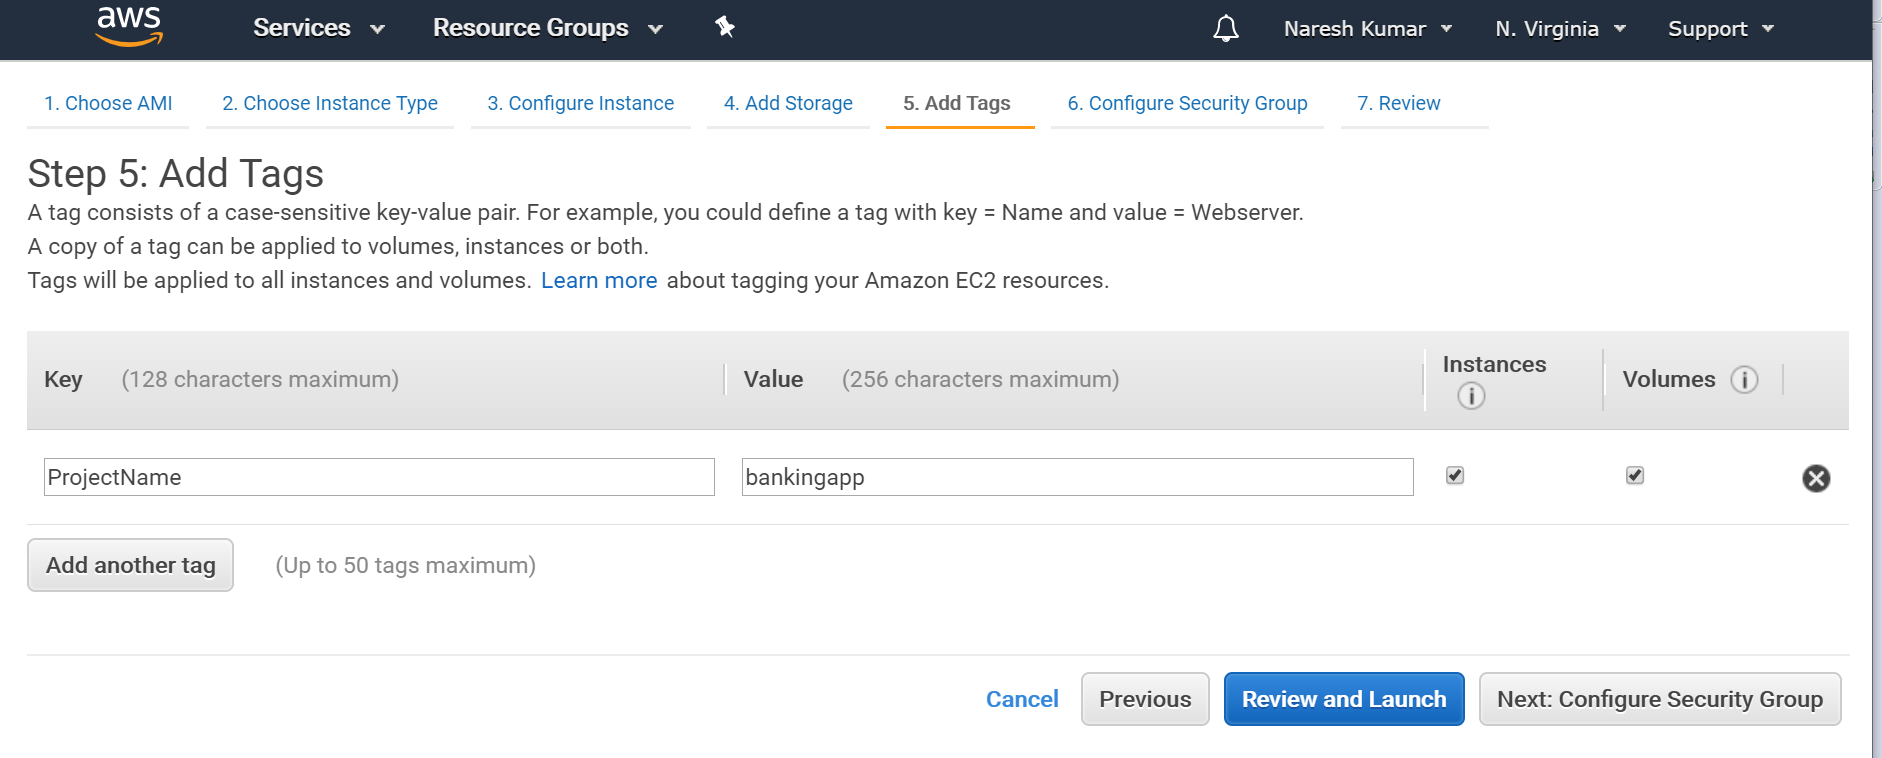 aws Services Resource Groups Naresh Kumar N. Virginia Support
1. Choose AMI 2. Choose Instance Type 3. Configure Instance 4. Add Storage 5. Add Tags 6. Configure Security Group 7. Review
Step 5: Add Tags
A tag consists of a case-sensitive key-value pair. For example, you could define a tag with key = Name and value = Webserver.
A copy of a tag can be applied to volumes, instances or both.
Tags will be applied to all instances and volumes. Learn more about tagging your Amazon EC2 resources.
Key (128 characters maximum) Value (256 characters maximum) Instances i Volumes i
ProjectName bankingapp
Add another tag (Up to 50 tags maximum)
Cancel Previous Review and Launch Next: Configure Security Group